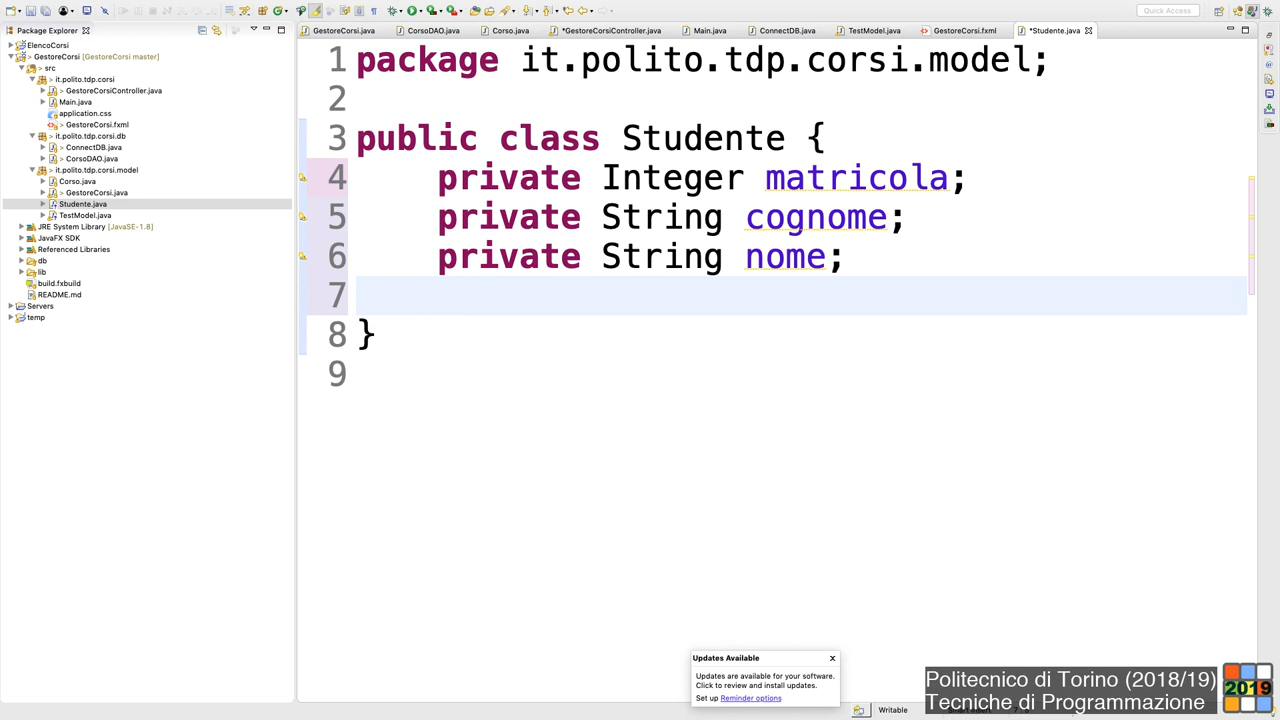 Quick Access
Package Explorer
GestoreCorsi.java
CorsoDAO.java
Corso.java
*GestoreCorsiController.java
Main.java
ConnectDB.java
TestModel.java
GestoreCorsi.fxml
*Studente.java
ElencoCorsi
> GestoreCorsi [GestoreCorsi master]
> src
> it.polito.tdp.corsi
> GestoreCorsiController.java
Main.java
application.css
> GestoreCorsi.fxml
> it.polito.tdp.corsi.db
> ConnectDB.java
> CorsoDAO.java
> it.polito.tdp.corsi.model
Corso.java
> GestoreCorsi.java
Studente.java
TestModel.java
JRE System Library [JavaSE-1.8]
JavaFX SDK
Referenced Libraries
db
lib
build.fxbuild
README.md
Servers
temp
1 package it.polito.tdp.corsi.model;
2
3 public class Studente {
4 private Integer matricola;
5 private String cognome;
6 private String nome;
7
8 }
9
Updates Available
Updates are available for your software.
Click to review and install updates.
Set up Reminder options
Politecnico di Torino (2018/19)
Tecniche di Programmazione
2019
Writable